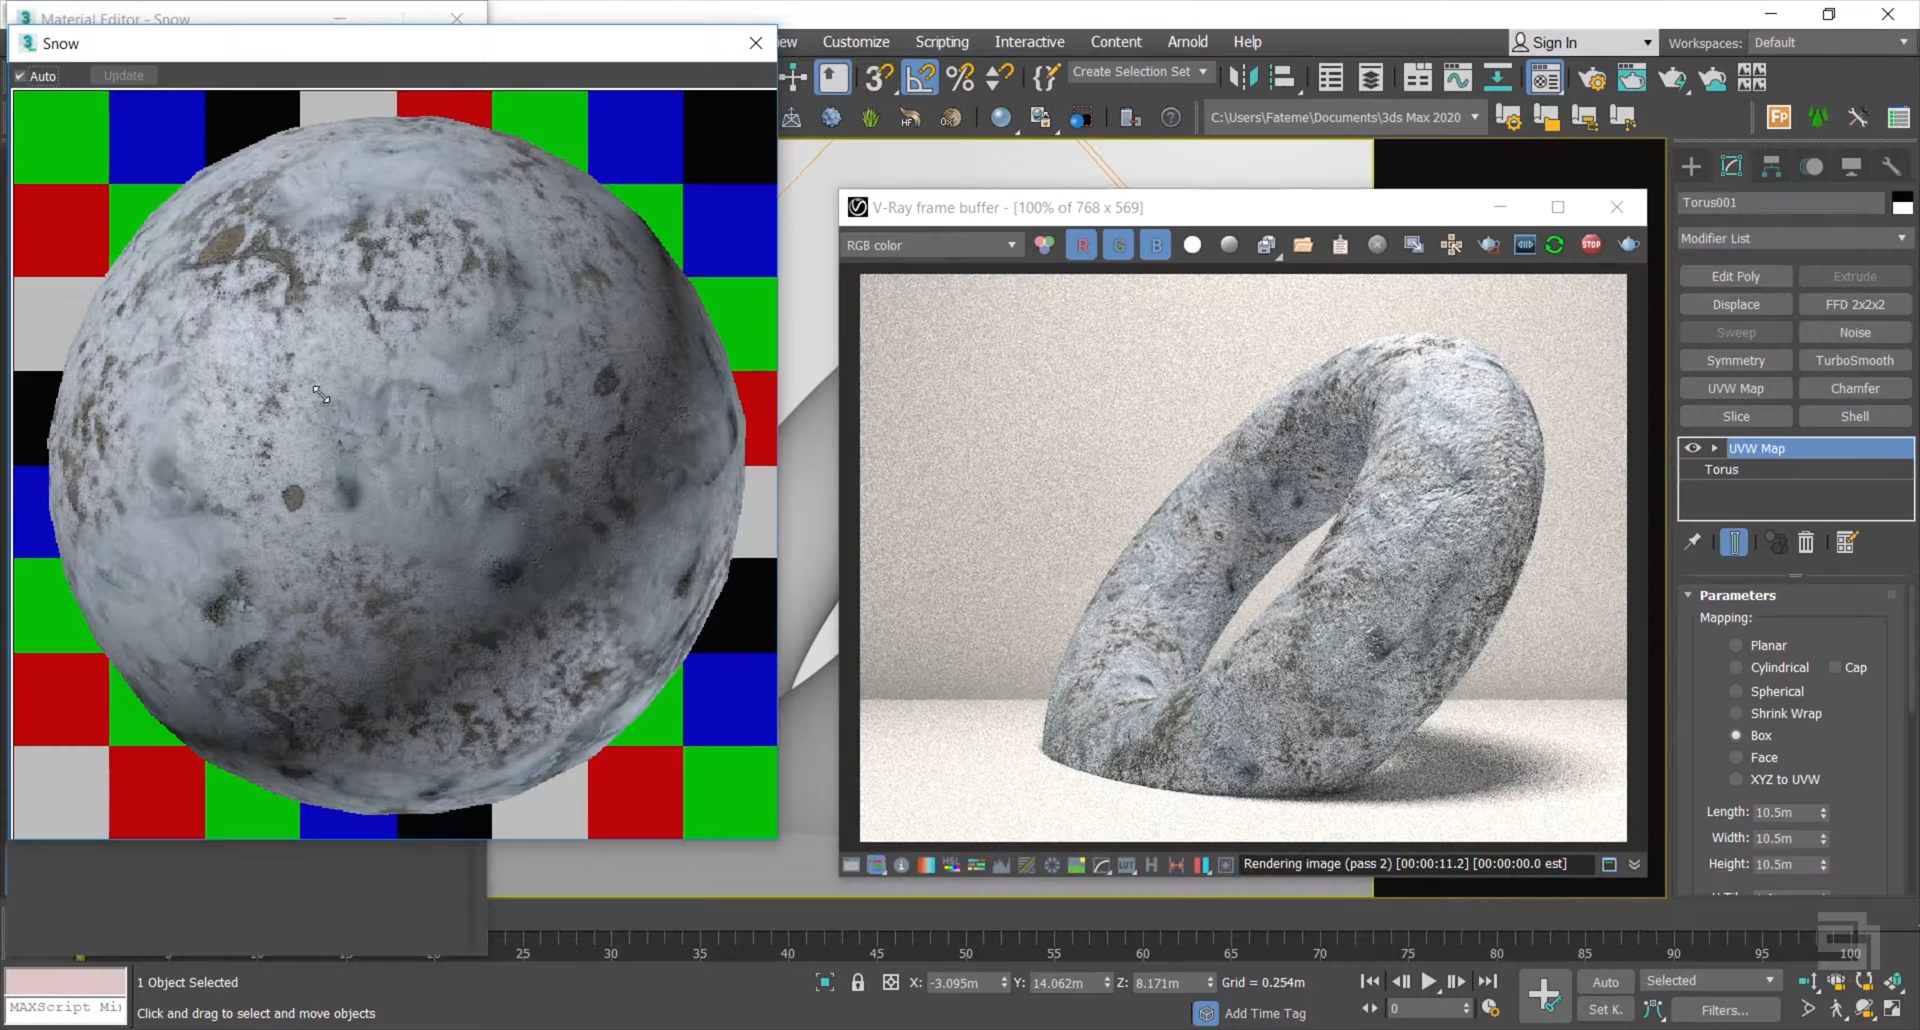 Material Editor - Snow
Snow
Auto
Update
iew
Customize
Scripting
Interactive
Content
Arnold
Help
Sign In
Workspaces:
Default
Create Selection Set
C:\Users\Fateme\Documents\3ds Max 2020
V-Ray frame buffer - [100% of 768 x 569]
RGB color
R
G
B
STOP
Rendering image (pass 2) [00:00:11.2] [00:00:00.0 est]
Torus001
Modifier List
Edit Poly
Extrude
Displace
FFD 2x2x2
Sweep
Noise
Symmetry
TurboSmooth
UVW Map
Chamfer
Slice
Shell
UVW Map
Torus
Parameters
Mapping:
Planar
Cylindrical
Cap
Spherical
Shrink Wrap
Box
Face
XYZ to UVW
Length: 10.5m
Width: 10.5m
Height: 10.5m
25 30 35 40 45 50 55 60 65 70 75 80 85 90 95 100
1 Object Selected
X: -3.095m Y: 14.062m Z: 8.171m Grid = 0.254m
Auto
Selected
MAXScript Mi
Click and drag to select and move objects
Add Time Tag
0
Set K.
Filters...